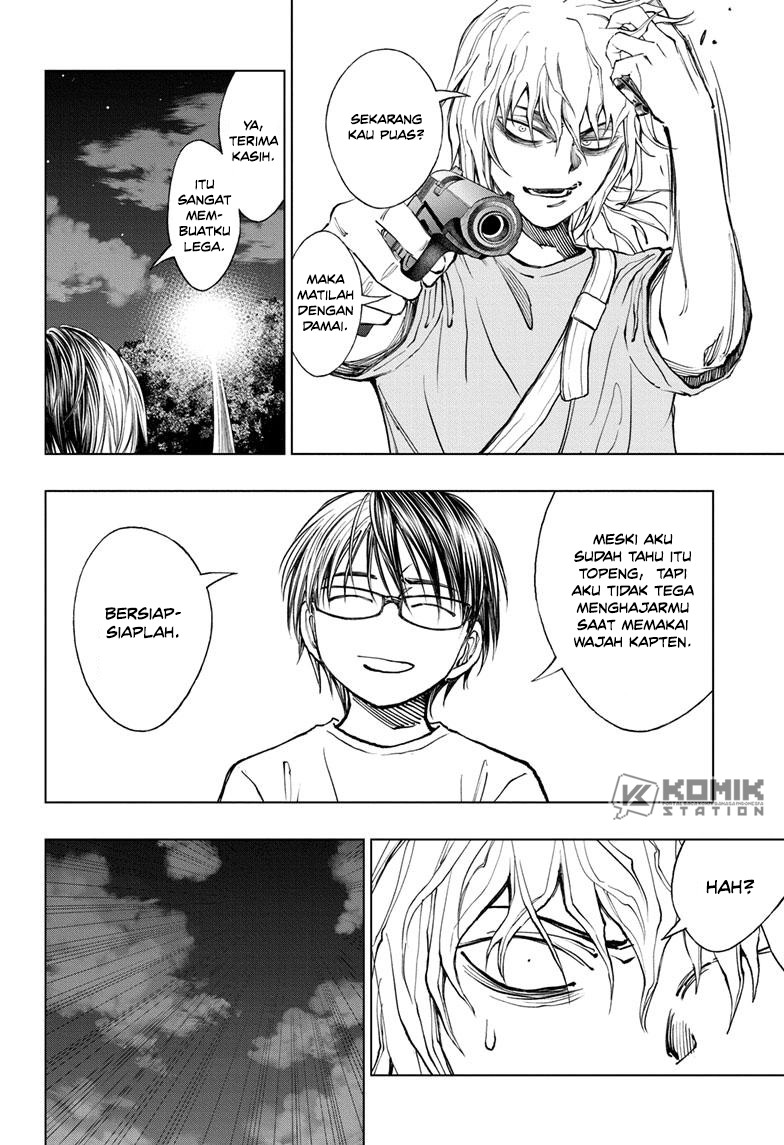 SEKARANG
KAU PUAS?
MAKA
MATILAH
DENGAN
DAMAI.
YA,
TERIMA
KASIH.
ITU
SANGAT
MEM-
BUATKU
LEGA.
MESKI AKU
SUDAH TAHU ITU
TOPENG, TAPI
AKU TIDAK TEGA
MENGHAJARMU
SAAT MEMAKAI
WAJAH KAPTEN.
BERSIAP-
SIAPLAH.
KOMIK
STATION
HAH?